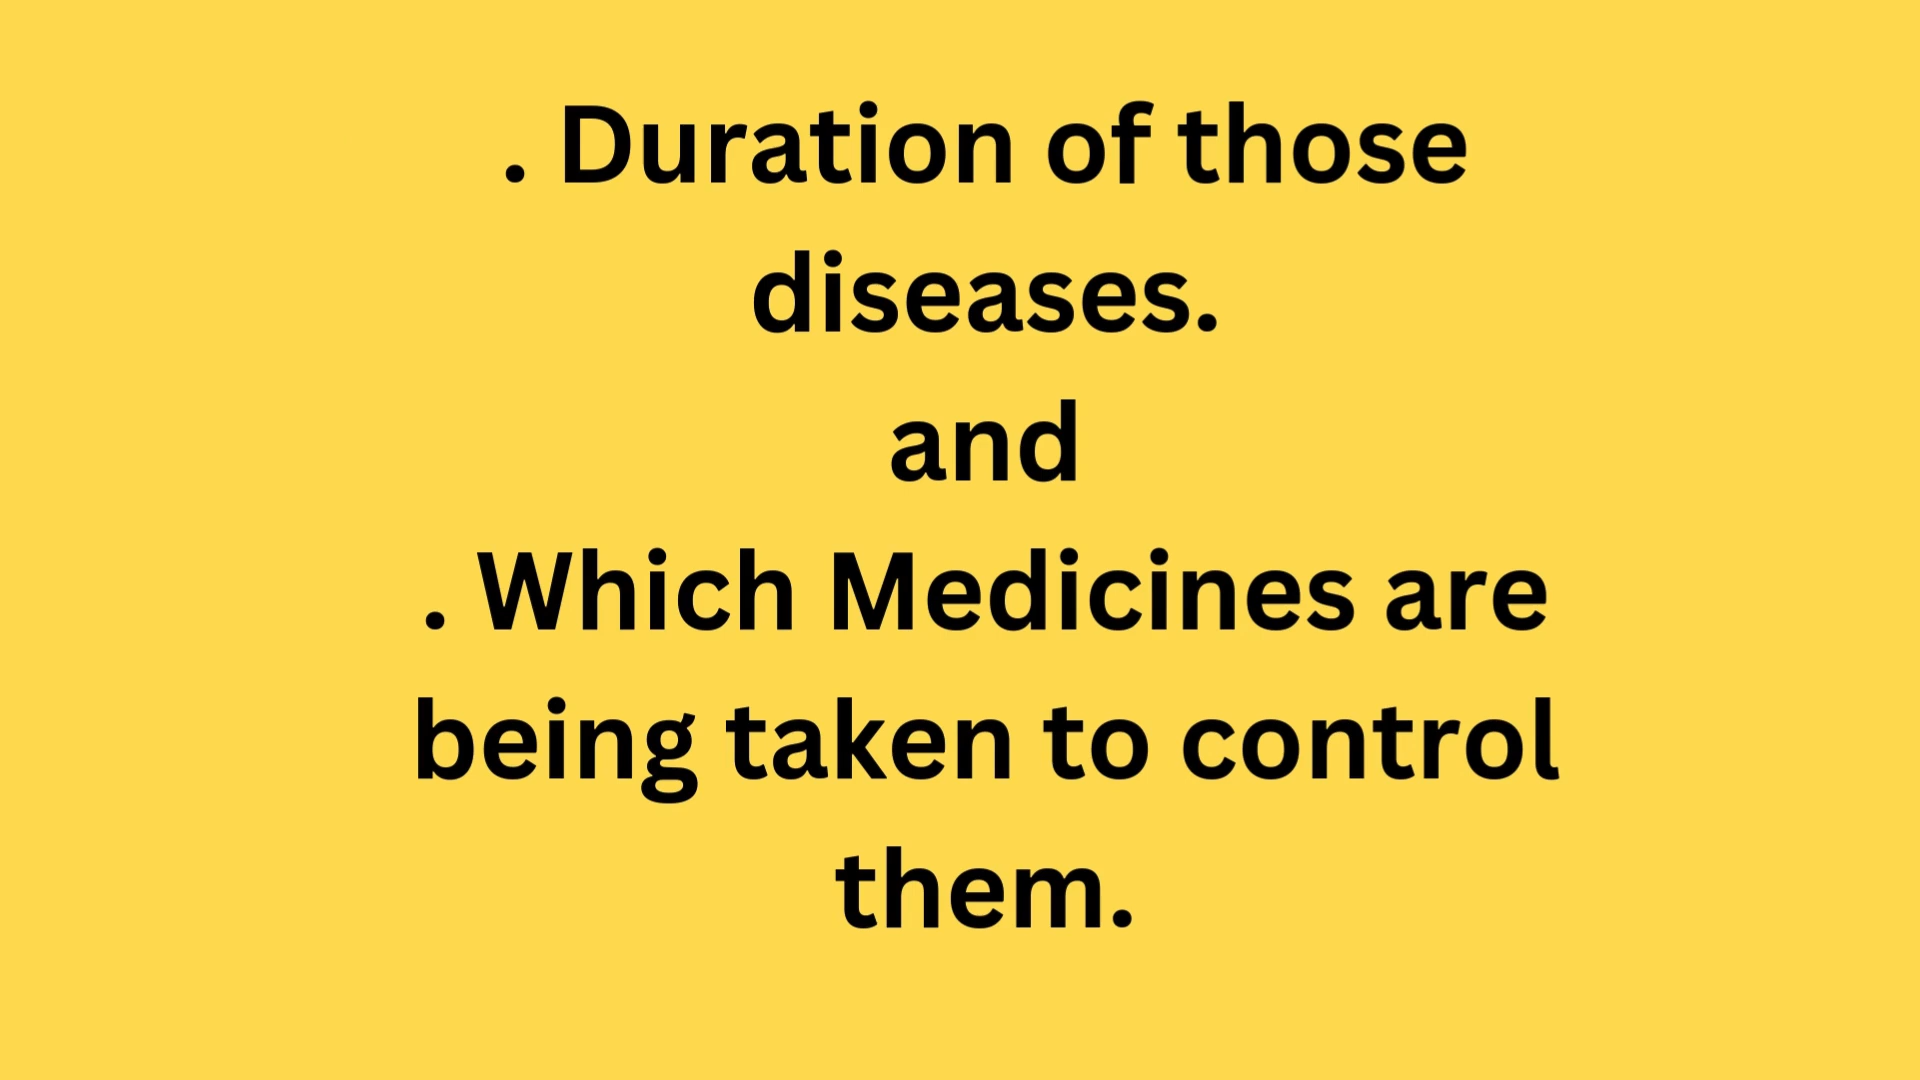 . Duration of those
diseases.
and
. Which Medicines are
being taken to control
them.